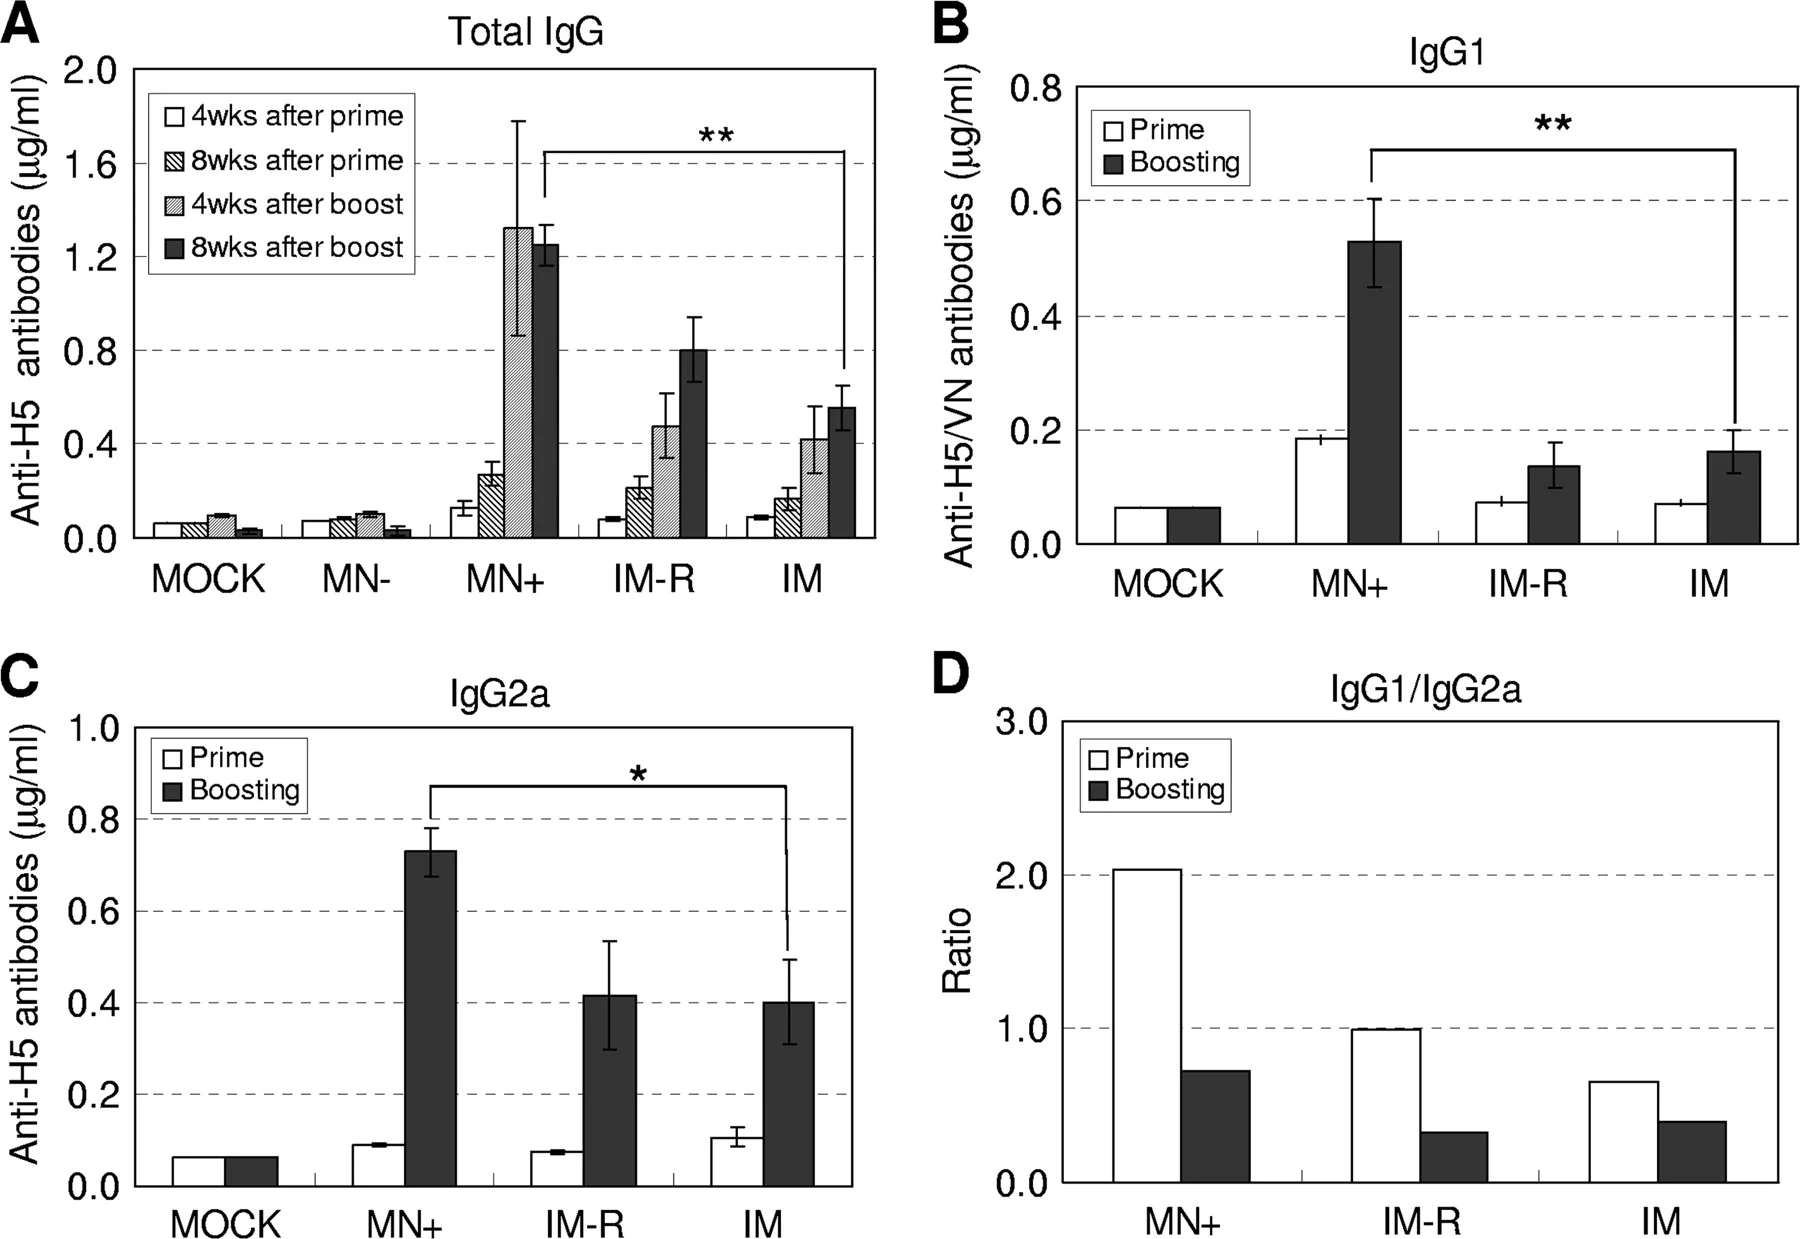 A
Total IgG
Anti-H5 antibodies (µg/ml)
2.0
1.6
1.2
0.8
0.4
0.0
4wks after prime
8wks after prime
4wks after boost
8wks after boost
**
MOCK MN- MN+ IM-R IM
B
IgG1
Anti-H5/VN antibodies (µg/ml)
0.8
0.6
0.4
0.2
0.0
Prime
Boosting
**
MOCK MN+ IM-R IM
C
IgG2a
Anti-H5 antibodies (µg/ml)
1.0
0.8
0.6
0.4
0.2
0.0
Prime
Boosting
*
MOCK MN+ IM-R IM
D
IgG1/IgG2a
Ratio
3.0
2.0
1.0
0.0
Prime
Boosting
MN+ IM-R IM